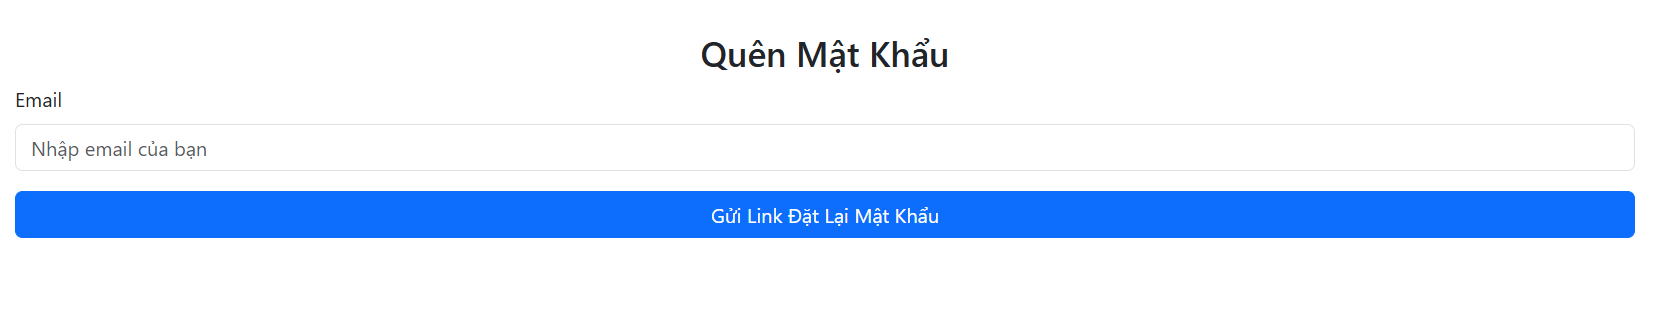 Quên Mật Khẩu
Email
Nhập email của bạn
Gửi Link Đặt Lại Mật Khẩu